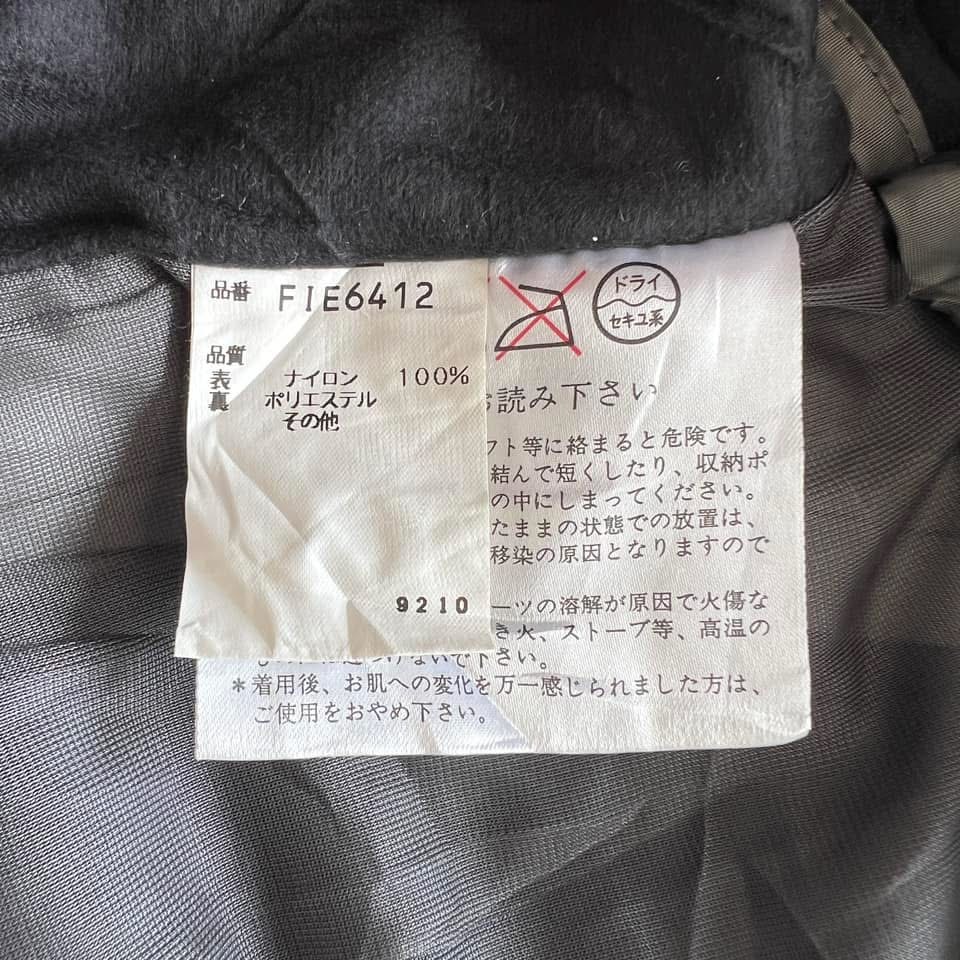 品番 FIE6412
品質
表 ナイロン 100%
裏 ポリエステル
その他
9210
ドライ
セキユ系
読み下さい
フト等に絡まると危険です。
結んで短くしたり、収納ポ
の中にしまってください。
たままの状態での放置は、
移染の原因となりますので
ーツの溶解が原因で火傷な
き火、ストーブ等、高温の
ないで下さい。
*着用後、お肌への変化を万一感じられました方は、
ご使用をおやめ下さい。